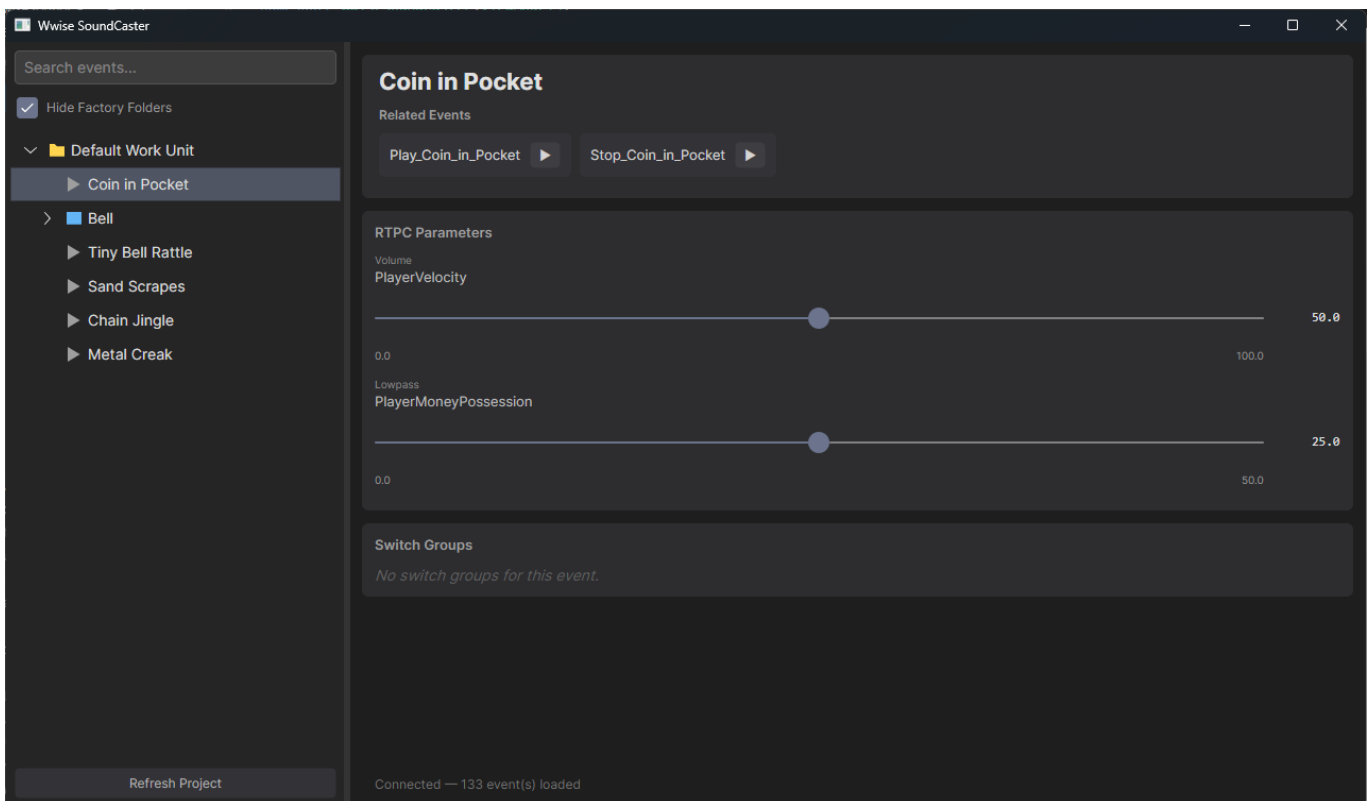 Wwise SoundCaster
Search events...
Hide Factory Folders
Default Work Unit
Coin in Pocket
Bell
Tiny Bell Rattle
Sand Scrapes
Chain Jingle
Metal Creak
Refresh Project
Coin in Pocket
Related Events
Play_Coin_in_Pocket
Stop_Coin_in_Pocket
RTPC Parameters
Volume
PlayerVelocity
50.0
0.0
100.0
Lowpass
PlayerMoneyPossession
25.0
0.0
50.0
Switch Groups
No switch groups for this event.
Connected — 133 event(s) loaded